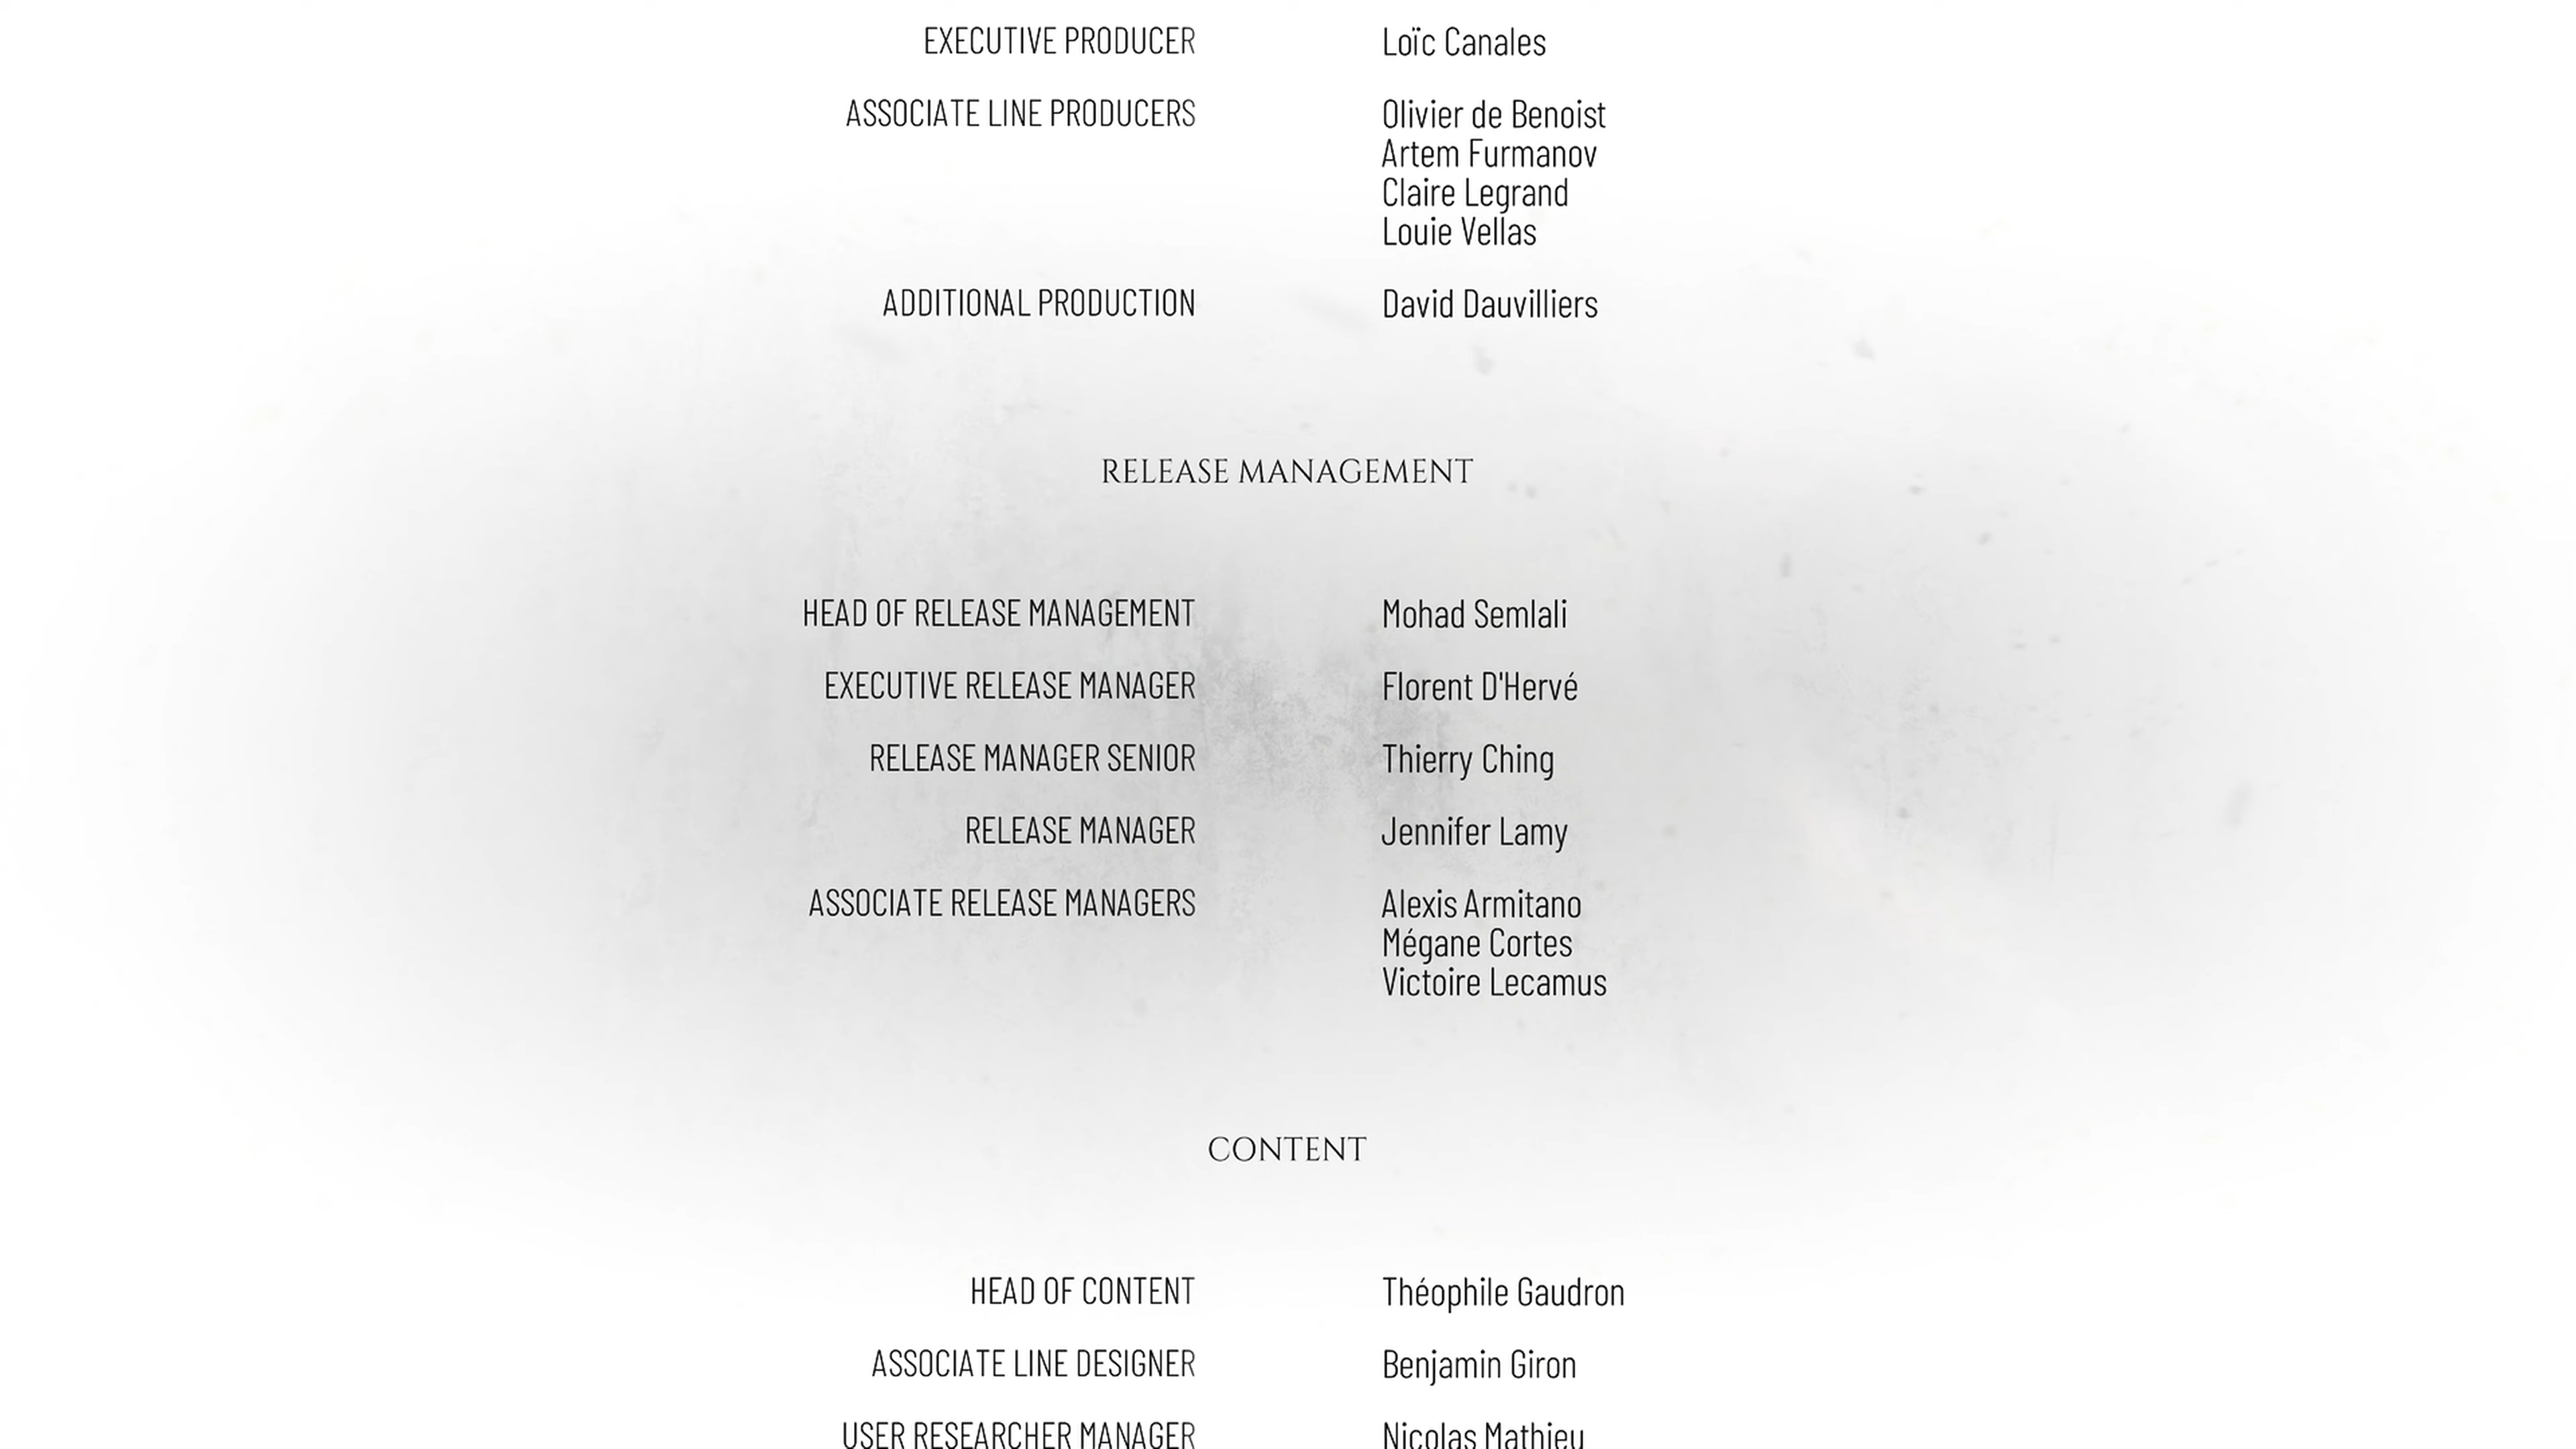 EXECUTIVE PRODUCER Loïc Canales
ASSOCIATE LINE PRODUCERS Olivier de Benoist
Artem Furmanov
Claire Legrand
Louie Vellas
ADDITIONAL PRODUCTION David Dauvilliers
RELEASE MANAGEMENT
HEAD OF RELEASE MANAGEMENT Mohad Semlali
EXECUTIVE RELEASE MANAGER Florent D'Hervé
RELEASE MANAGER SENIOR Thierry Ching
RELEASE MANAGER Jennifer Lamy
ASSOCIATE RELEASE MANAGERS Alexis Armitano
Mégane Cortes
Victoire Lecamus
CONTENT
HEAD OF CONTENT Théophile Gaudron
ASSOCIATE LINE DESIGNER Benjamin Giron
USER RESEARCHER MANAGER Nicolas Mathieu